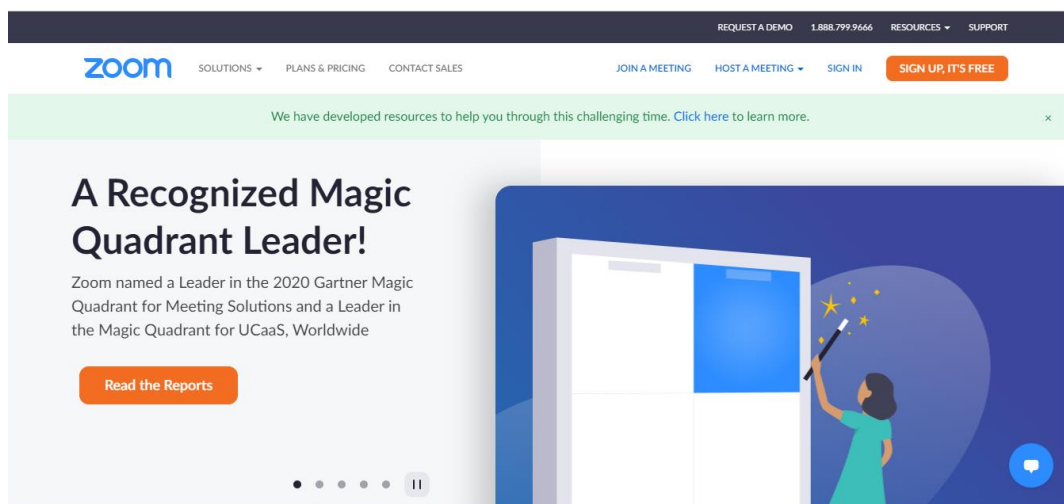 REQUEST A DEMO 1.888.799.9666 RESOURCES SUPPORT
zoom SOLUTIONS PLANS & PRICING CONTACT SALES JOIN A MEETING HOST A MEETING SIGN IN SIGN UP, IT'S FREE
We have developed resources to help you through this challenging time. Click here to learn more. ×
A Recognized Magic
Quadrant Leader!
Zoom named a Leader in the 2020 Gartner Magic
Quadrant for Meeting Solutions and a Leader in
the Magic Quadrant for UCaaS, Worldwide
Read the Reports